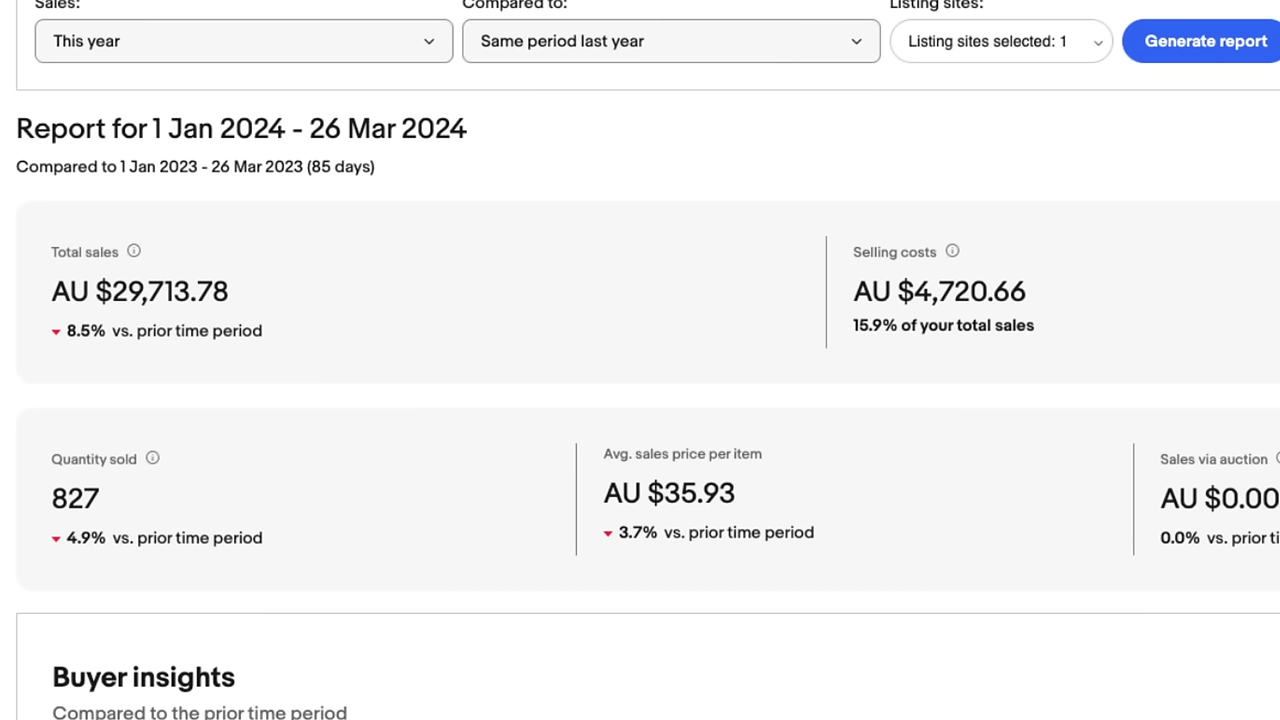 Sales: Compared to: Listing sites:
This year Same period last year Listing sites selected: 1 Generate report
Report for 1 Jan 2024 - 26 Mar 2024
Compared to 1 Jan 2023 - 26 Mar 2023 (85 days)
Total sales Selling costs
AU $29,713.78 AU $4,720.66
8.5% vs. prior time period 15.9% of your total sales
Quantity sold Avg. sales price per item Sales via auction
827 AU $35.93 AU $0.00
4.9% vs. prior time period 3.7% vs. prior time period 0.0% vs. prior ti
Buyer insights
Compared to the prior time period